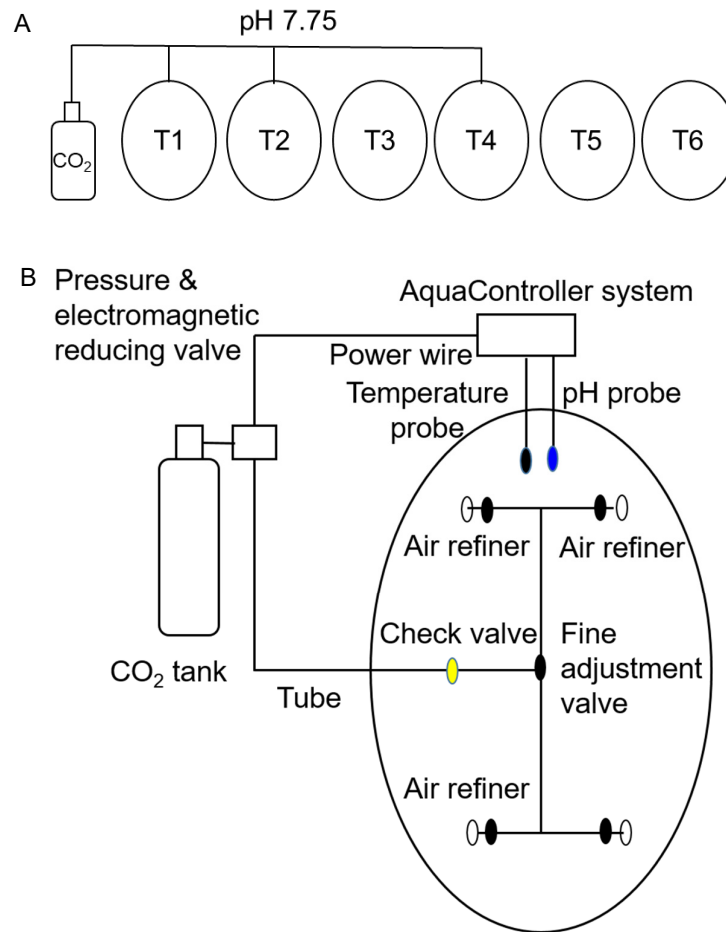 A
pH 7.75
CO₂
T1
T2
T3
T4
T5
T6
B
Pressure &
electromagnetic
reducing valve
AquaController system
Power wire
Temperature
probe
pH probe
Air refiner
Air refiner
Check valve
Fine
adjustment
valve
CO₂ tank
Tube
Air refiner